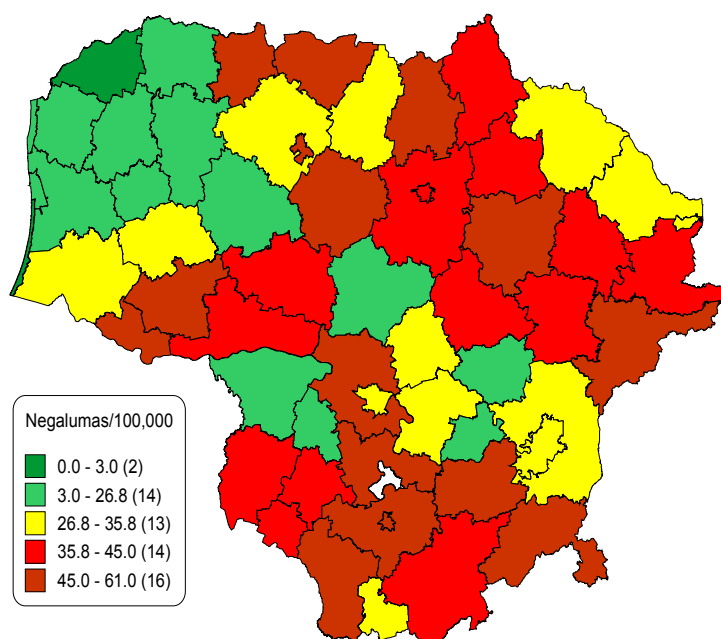 Negalumas/100,000
0.0 - 3.0 (2)
3.0 - 26.8 (14)
26.8 - 35.8 (13)
35.8 - 45.0 (14)
45.0 - 61.0 (16)